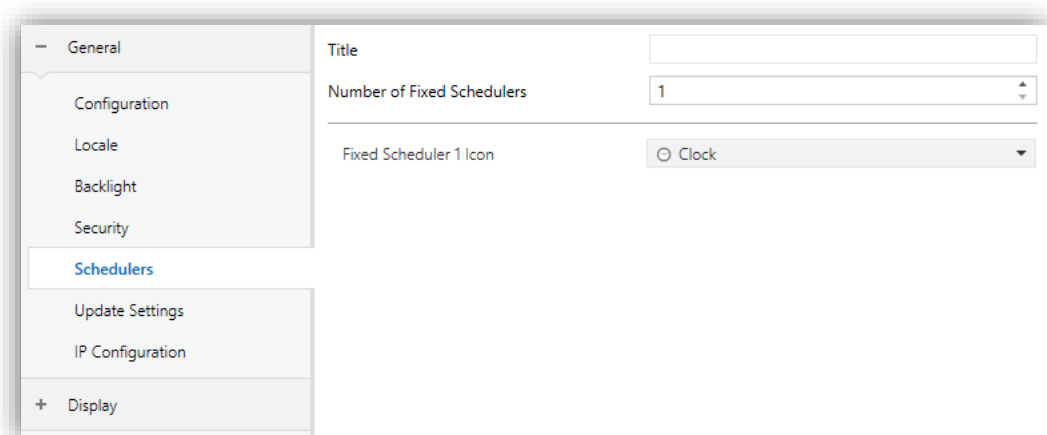 General
Configuration
Locale
Backlight
Security
Schedulers
Update Settings
IP Configuration
Display
Title
Number of Fixed Schedulers 1
Fixed Scheduler 1 Icon Clock